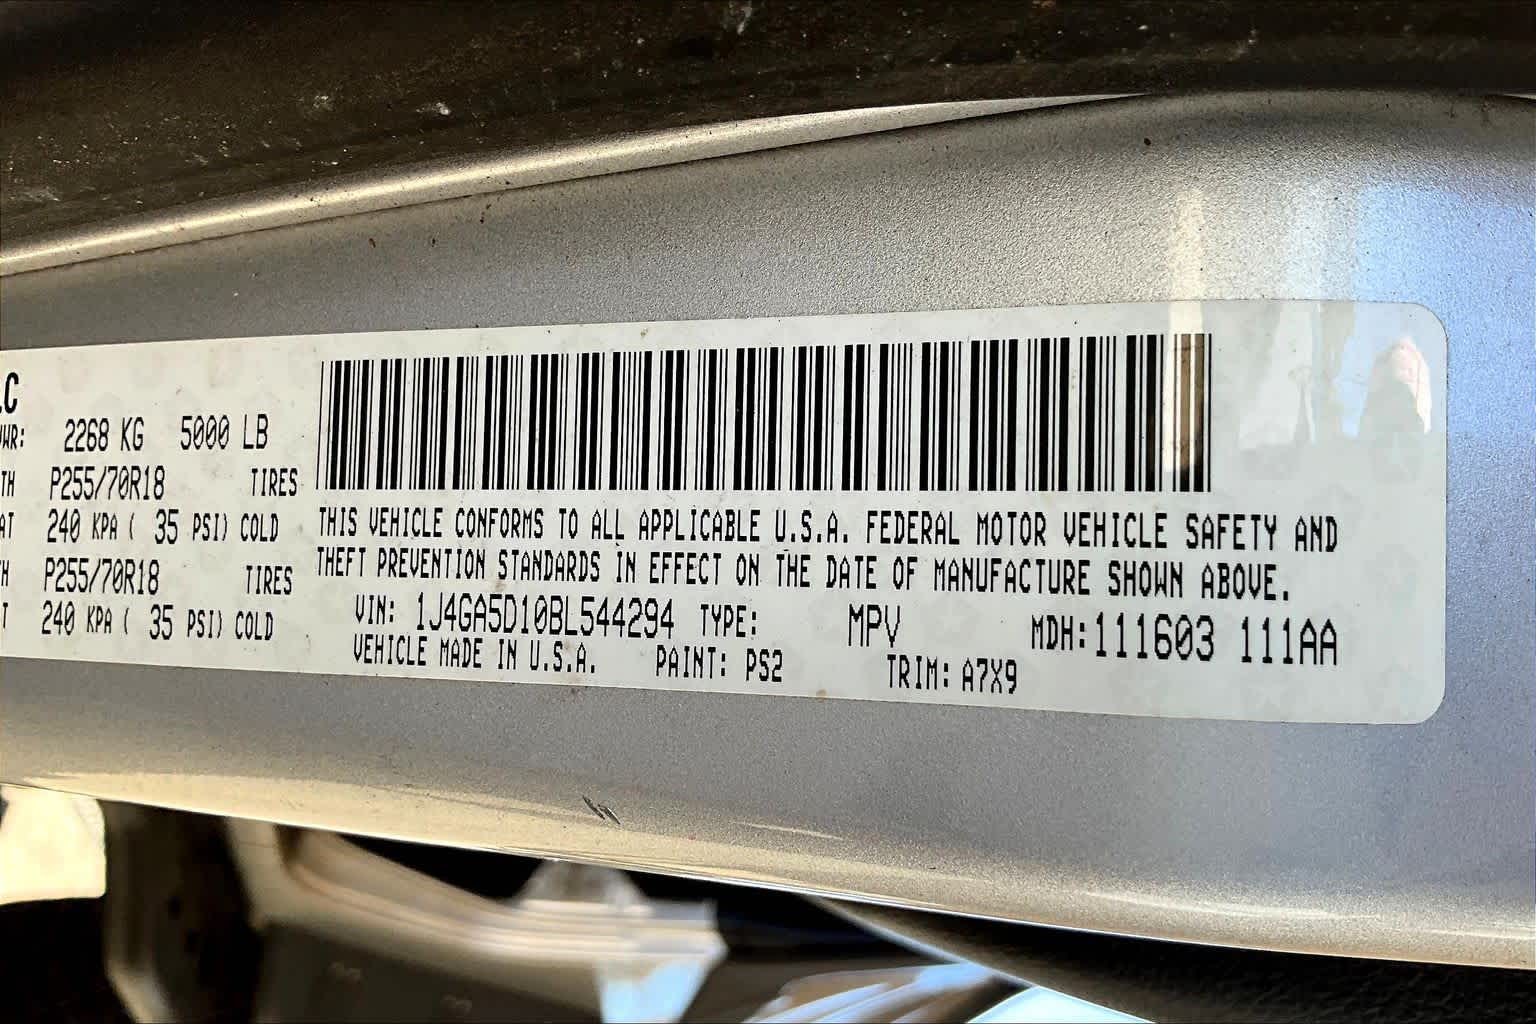 LC
VWR: 2268 KG 5000 LB
TH P255/70R18 TIRES
AT 240 KPA ( 35 PSI) COLD
TH P255/70R18 TIRES
T 240 KPA ( 35 PSI) COLD
THIS VEHICLE CONFORMS TO ALL APPLICABLE U.S.A. FEDERAL MOTOR VEHICLE SAFETY AND
THEFT PREVENTION STANDARDS IN EFFECT ON THE DATE OF MANUFACTURE SHOWN ABOVE.
VIN: 1J4GA5D10BL544294 TYPE: MPV MDH:111603 111AA
VEHICLE MADE IN U.S.A. PAINT: PS2 TRIM: A7X9